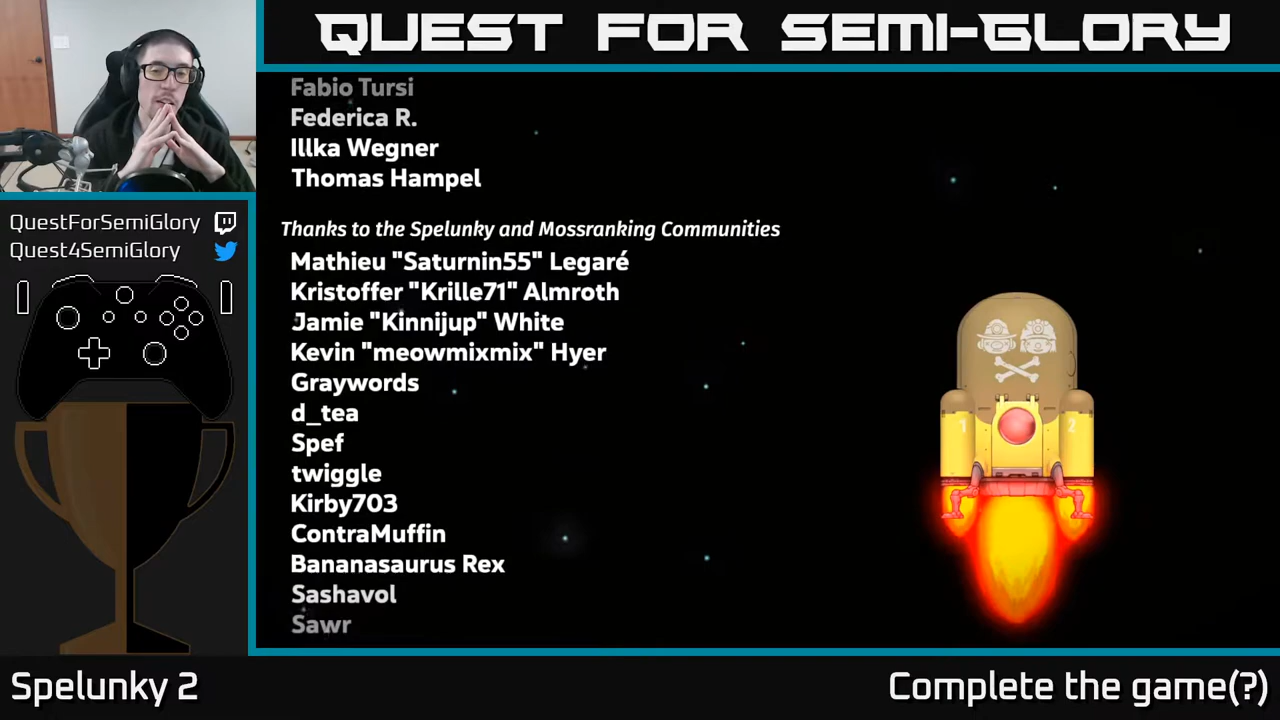 QUEST FOR SEMI-GLORY
Fabio Tursi
Federica R.
Illka Wegner
Thomas Hampel
Thanks to the Spelunky and Mossranking Communities
Mathieu "Saturnin55" Legaré
Kristoffer "Krille71" Almroth
Jamie "Kinnijup" White
Kevin "meowmixmix" Hyer
Graywords
d_tea
Spef
twiggle
Kirby703
ContraMuffin
Bananasaurus Rex
Sashavol
Sawr
1
2
QuestForSemiGlory
Quest4SemiGlory
Spelunky 2
Complete the game(?)